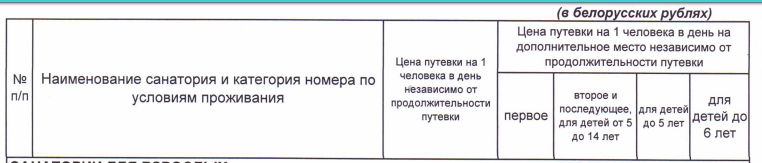 (в белорусских рублях)
№
п/п
Наименование санатория и категория номера по
условиям проживания
Цена путевки на 1
человека в день
независимо от
продолжительности
путевки
Цена путевки на 1 человека в день на
дополнительное место независимо от
продолжительности путевки
первое
второе и
последующее,
для детей от 5
до 14 лет
для детей
до 5 лет
для
детей до
6 лет